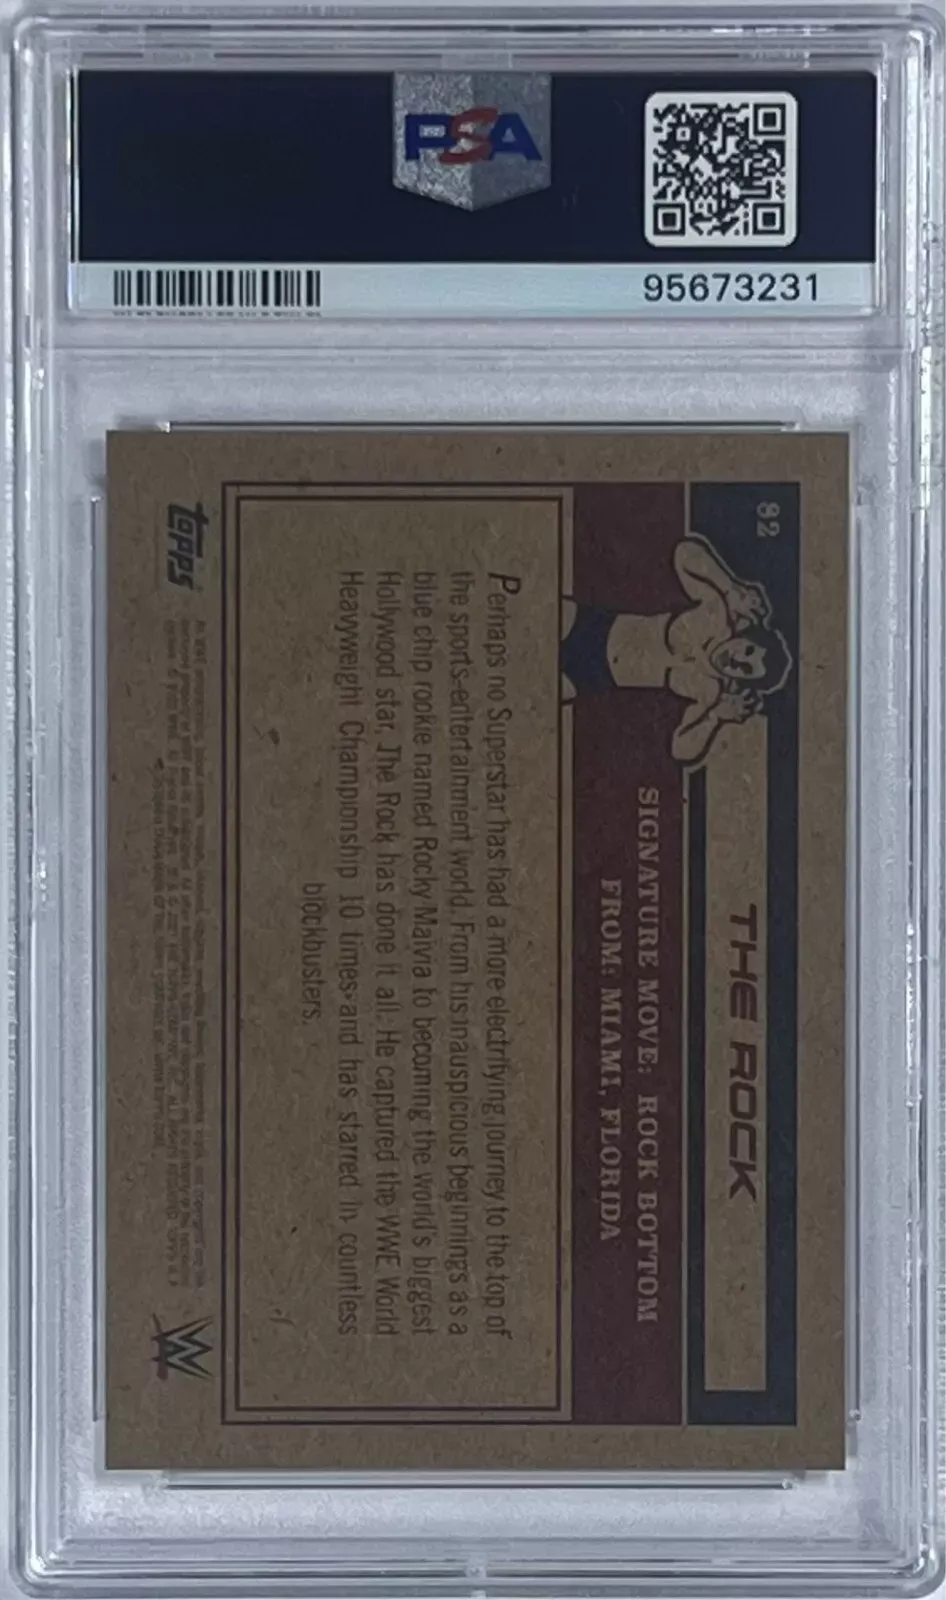 PSA
95673231
82
THE ROCK
SIGNATURE MOVE: ROCK BOTTOM
FROM: MIAMI, FLORIDA
Perhaps no Superstar has had a more electrifying journey to the top of
the sports-entertainment world. From his inauspicious beginnings as a
blue chip rookie named Rocky Maivia to becoming the world's biggest
Hollywood star, The Rock has done it all. He captured the WWE World
Heavyweight Championship 10 times and has starred in countless
blockbusters.
topps
W